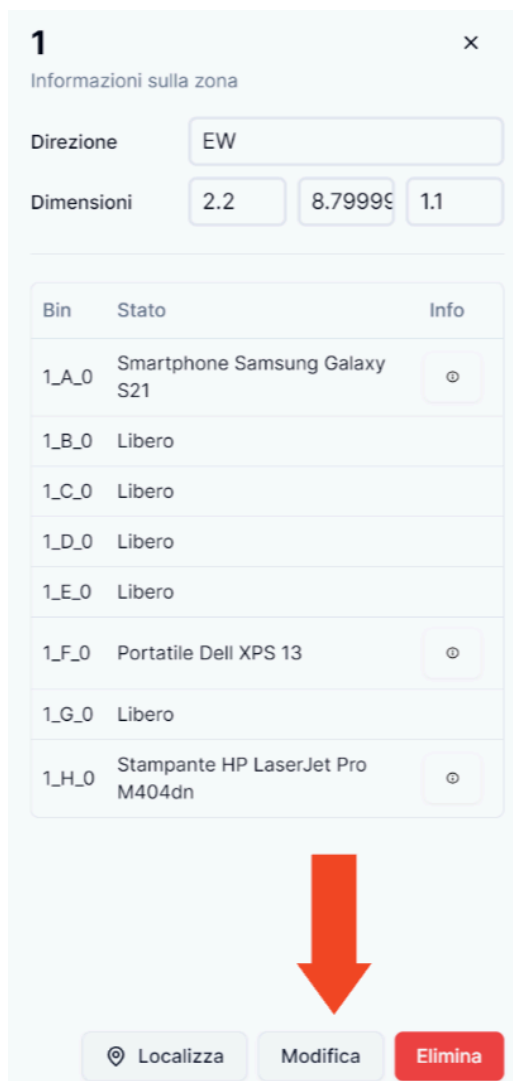 1
Informazioni sulla zona
Direzione EW
Dimensioni 2.2 8.79999 1.1
Bin Stato Info
1_A_0 Smartphone Samsung Galaxy
S21
1_B_0 Libero
1_C_0 Libero
1_D_0 Libero
1_E_0 Libero
1_F_0 Portatile Dell XPS 13
1_G_0 Libero
1_H_0 Stampante HP LaserJet Pro
M404dn
Localizza Modifica Elimina